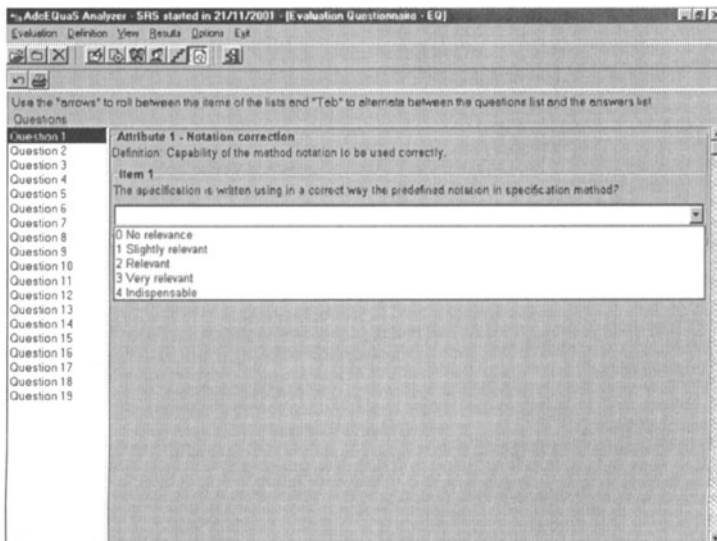 AdeEQuaS Analyzer - SRS started in 21/11/2001 - [Evaluation Questionnaire - EQ]
Evaluation Definition View Results Options Exit
Use the "arrows" to roll between the items of the lists and "Tab" to alternate between the questions list and the answers list
Questions
Question 1
Question 2
Question 3
Question 4
Question 5
Question 6
Question 7
Question 8
Question 9
Question 10
Question 11
Question 12
Question 13
Question 14
Question 15
Question 16
Question 17
Question 18
Question 19
Attribute 1 - Notation correction
Definition: Capability of the method notation to be used correctly.
Item 1
The specification is written using in a correct way the predefined notation in specification method?
0 No relevance
1 Slightly relevant
2 Relevant
3 Very relevant
4 Indispensable